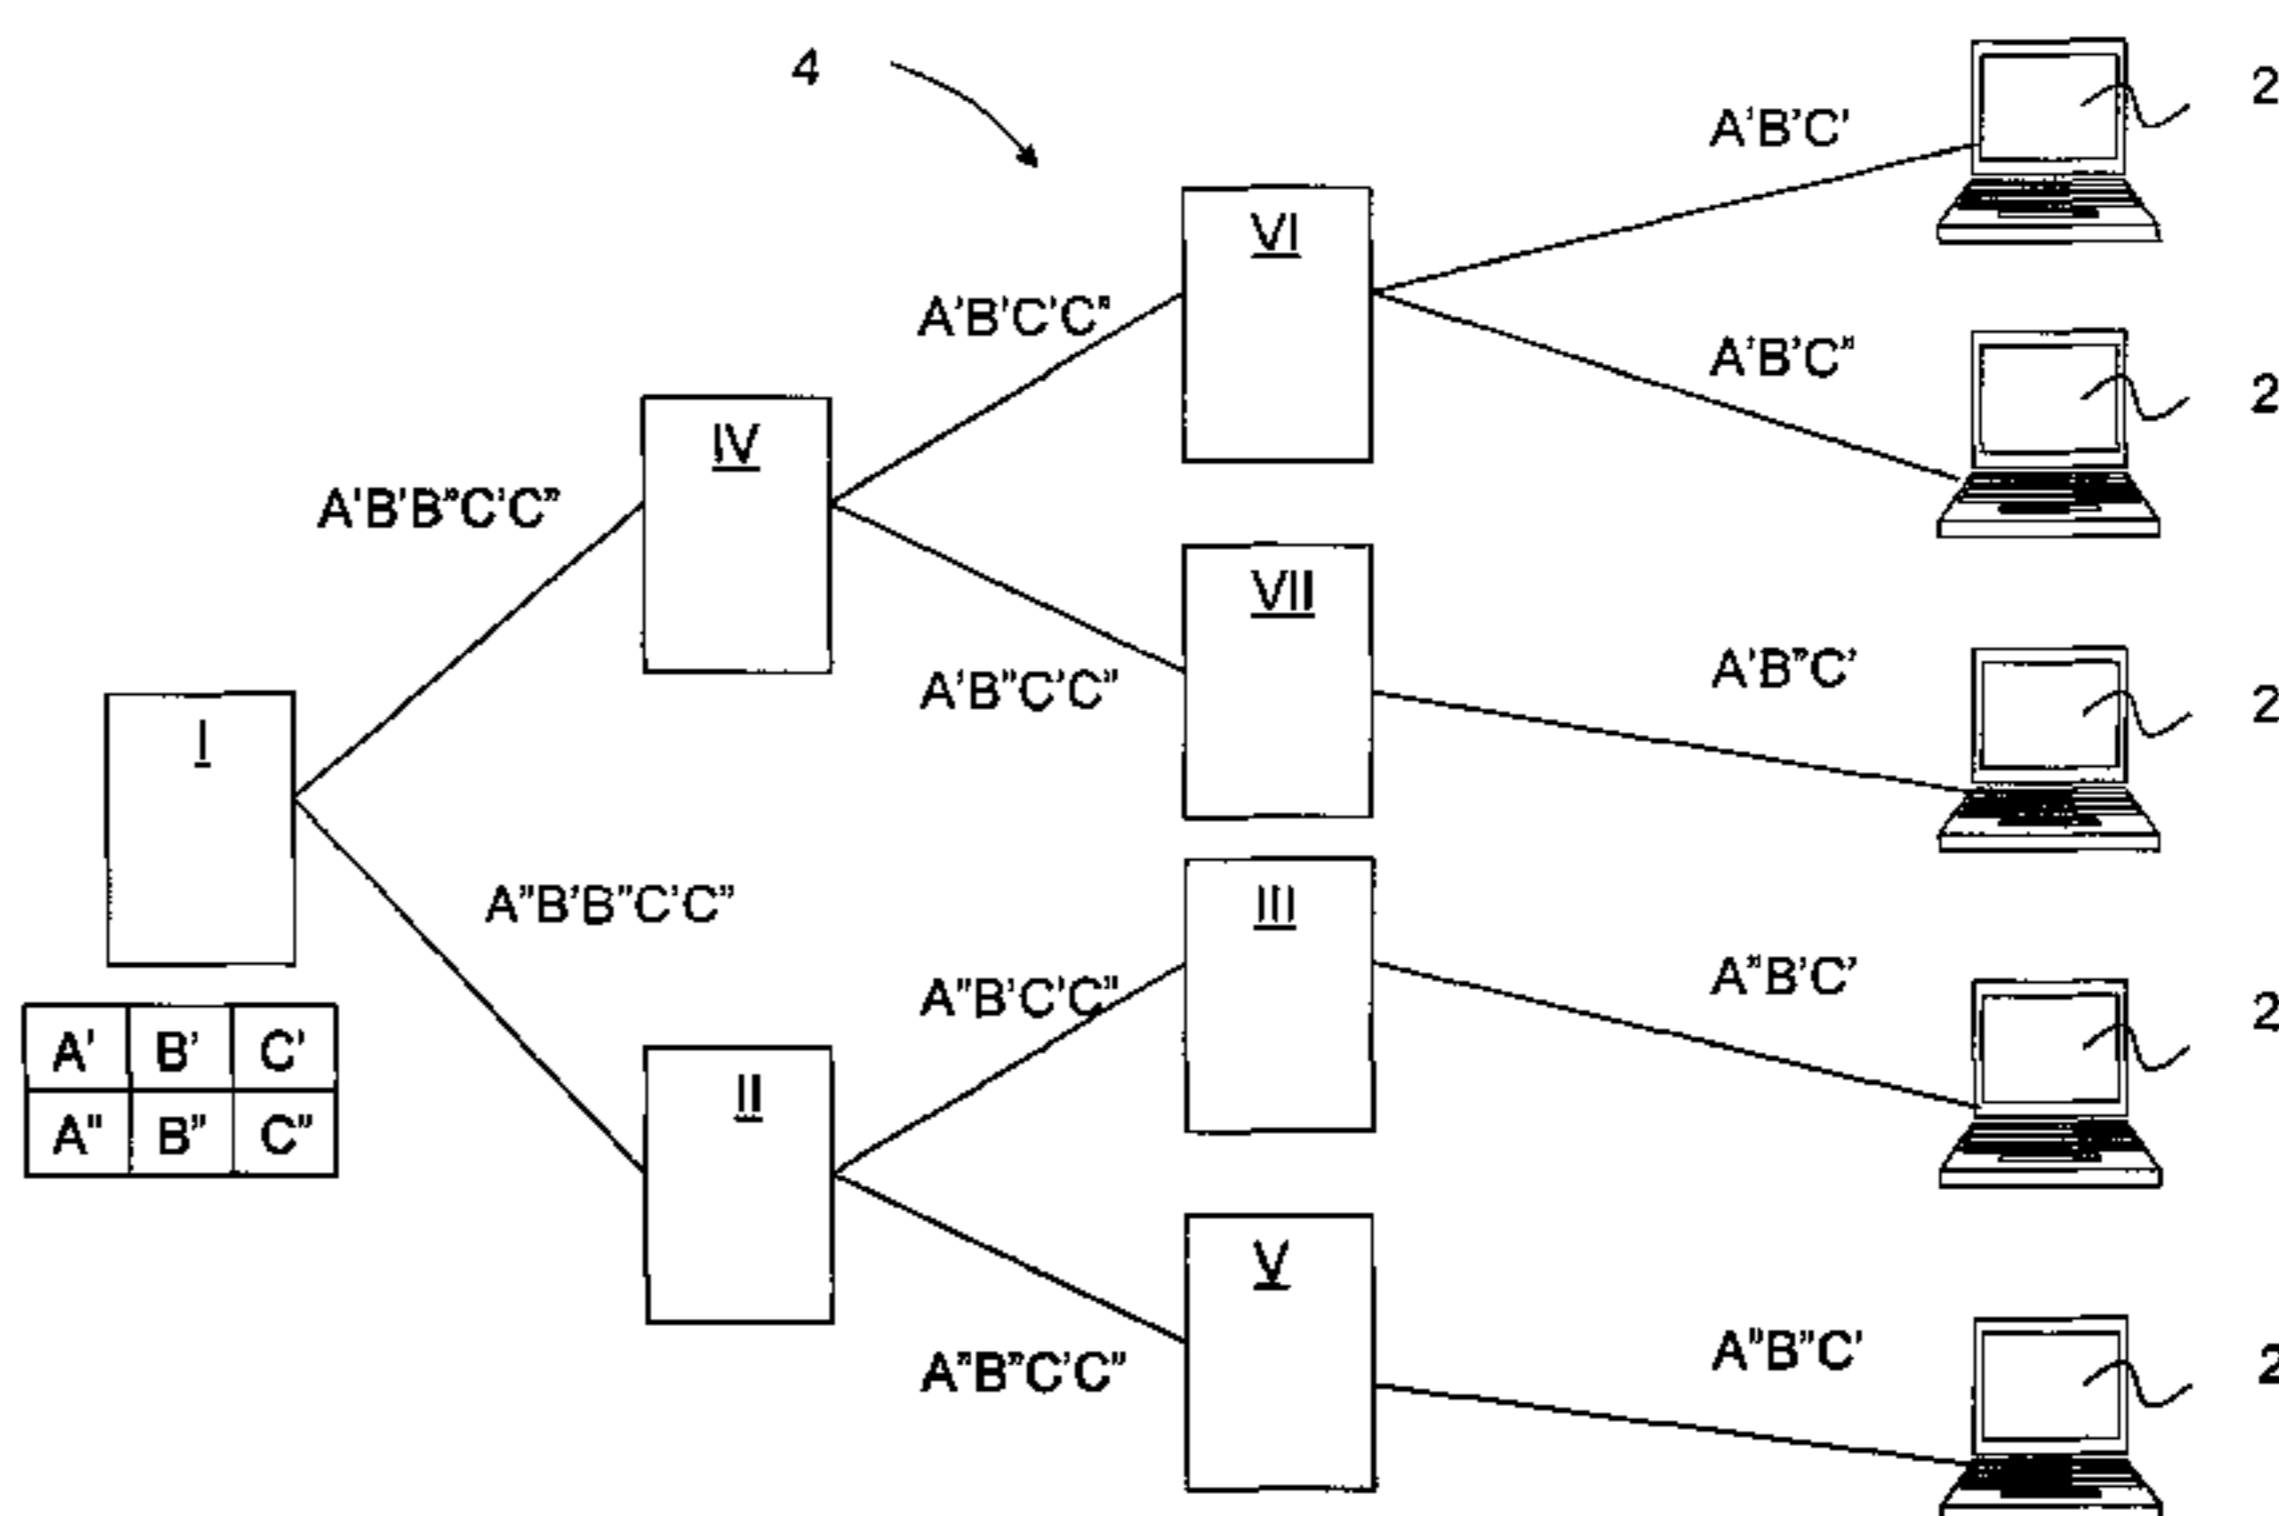 4
2
A'B'C'
VI
A'B'C'C"
A'B'C"
2
IV
A'B'B"C'C"
VII
A'B"C'C"
A'B"C'
2
I
A"B'B"C'C"
III
A"B'C'C"
A"B'C'
2
A' B' C'
A" B" C"
II
V
A"B"C'C"
A"B"C'
2